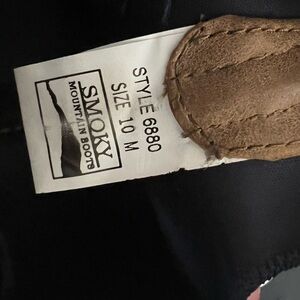 SMOKY
MOUNTAIN BOOTS
STYLE 6880
SIZE 10 M